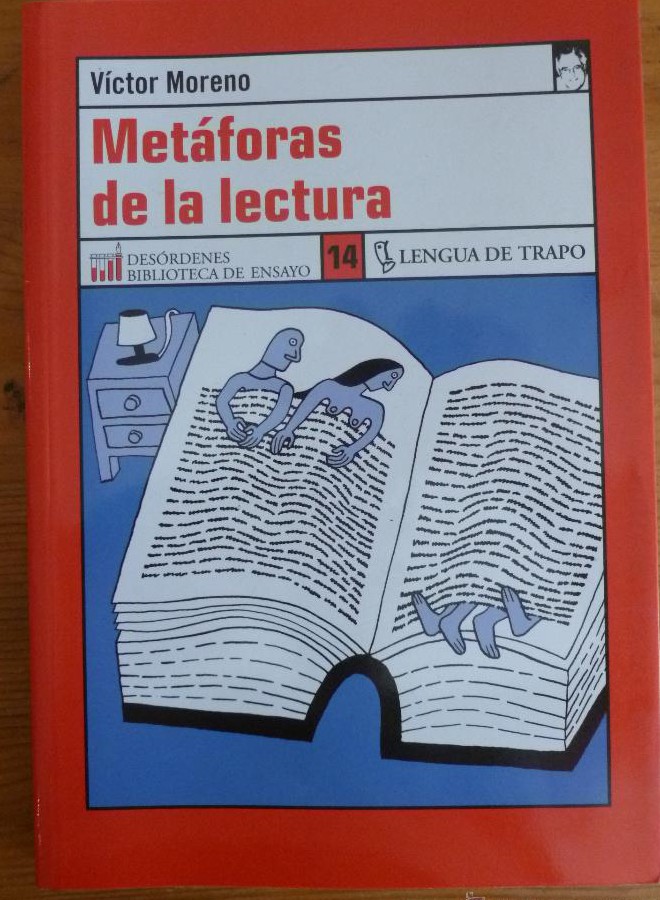 Víctor Moreno
Metáforas
de la lectura
DESÓRDENES
BIBLIOTECA DE ENSAYO
14
LENGUA DE TRAPO